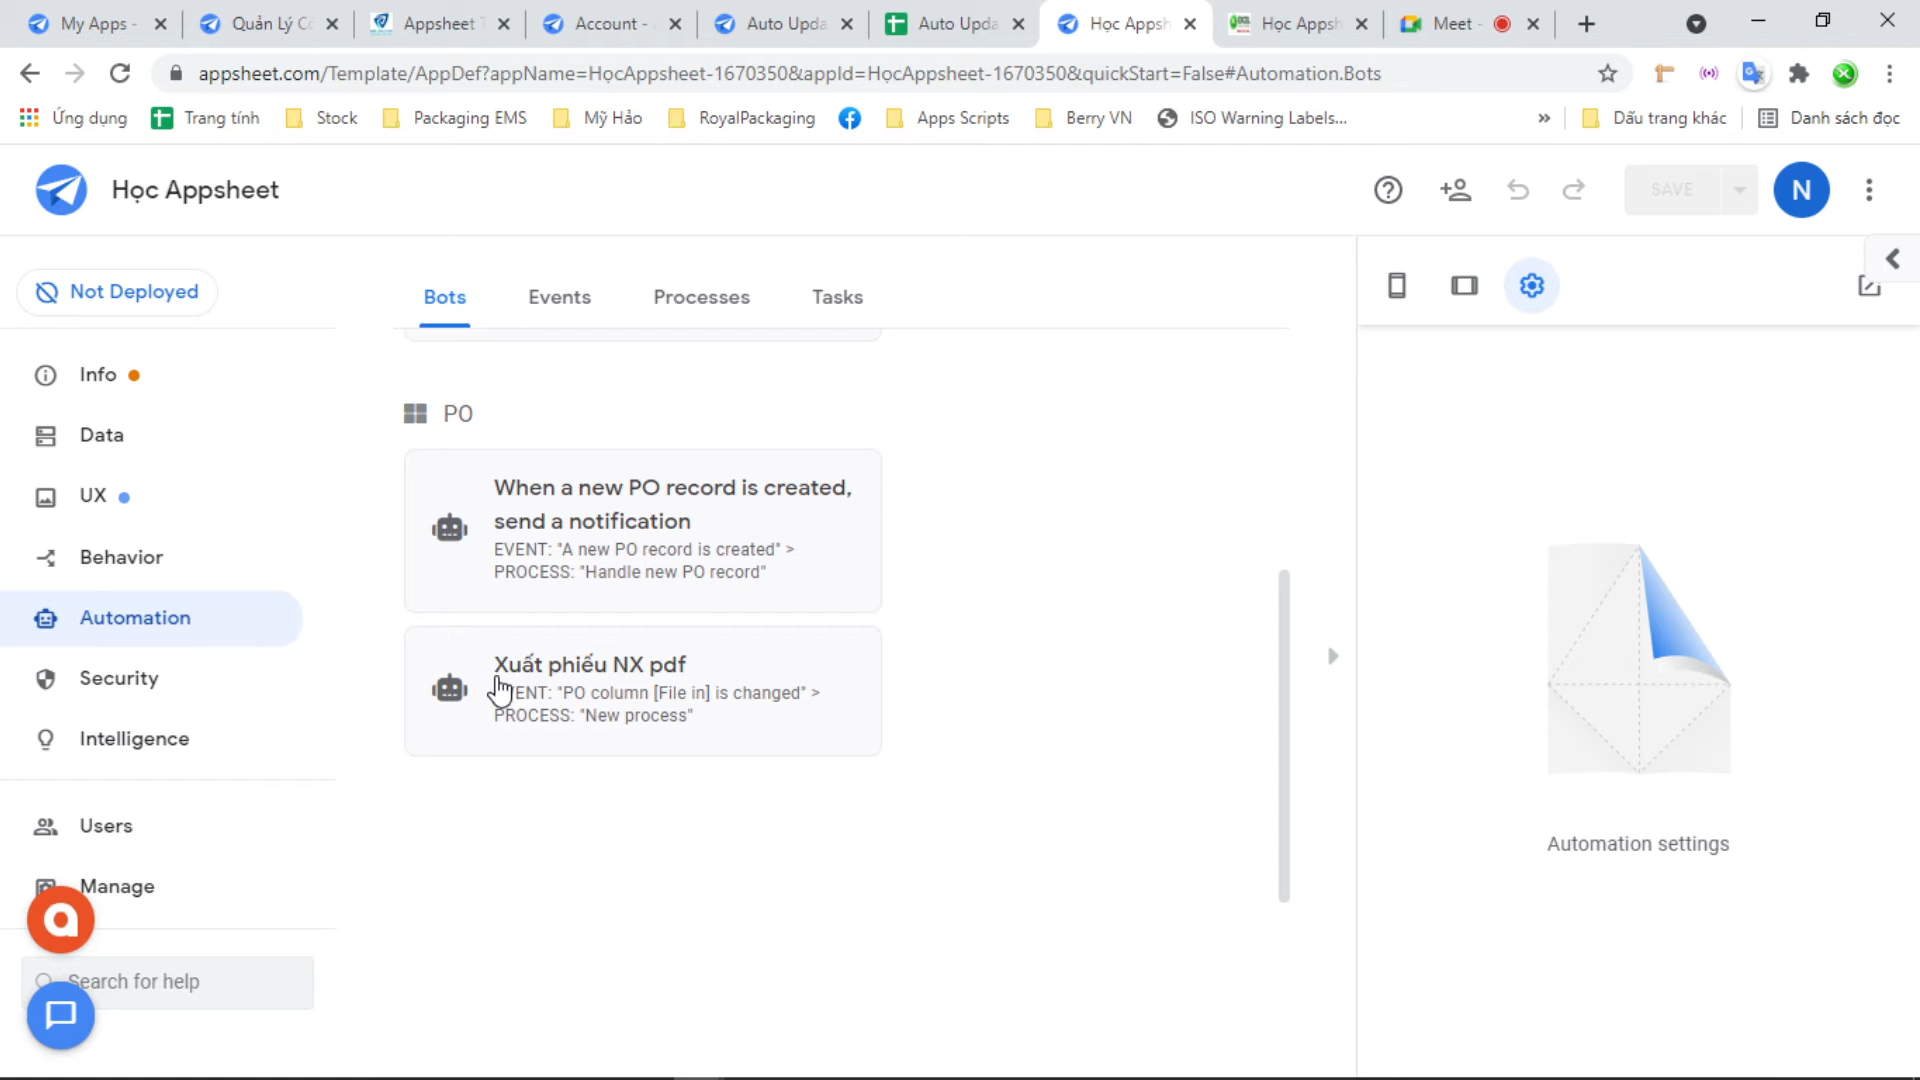 My Apps -
Quản Lý Cô
Appsheet T
Account - A
Auto Upda
Auto Upda
Học Appsh
Học Appsh
Meet -
appsheet.com/Template/AppDef?appName=HọcAppsheet-1670350&appId=HọcAppsheet-1670350&quickStart=False#Automation.Bots
Ứng dụng
Trang tính
Stock
Packaging EMS
Mỹ Hảo
RoyalPackaging
Apps Scripts
Berry VN
ISO Warning Labels...
»
Dấu trang khác
Danh sách đọc
Học Appsheet
SAVE
N
Not Deployed
Bots
Events
Processes
Tasks
Info
Data
UX
Behavior
Automation
Security
Intelligence
Users
Manage
Search for help
PO
When a new PO record is created,
send a notification
EVENT: "A new PO record is created" >
PROCESS: "Handle new PO record"
Xuất phiếu NX pdf
ENT: "PO column [File in] is changed" >
PROCESS: "New process"
Automation settings